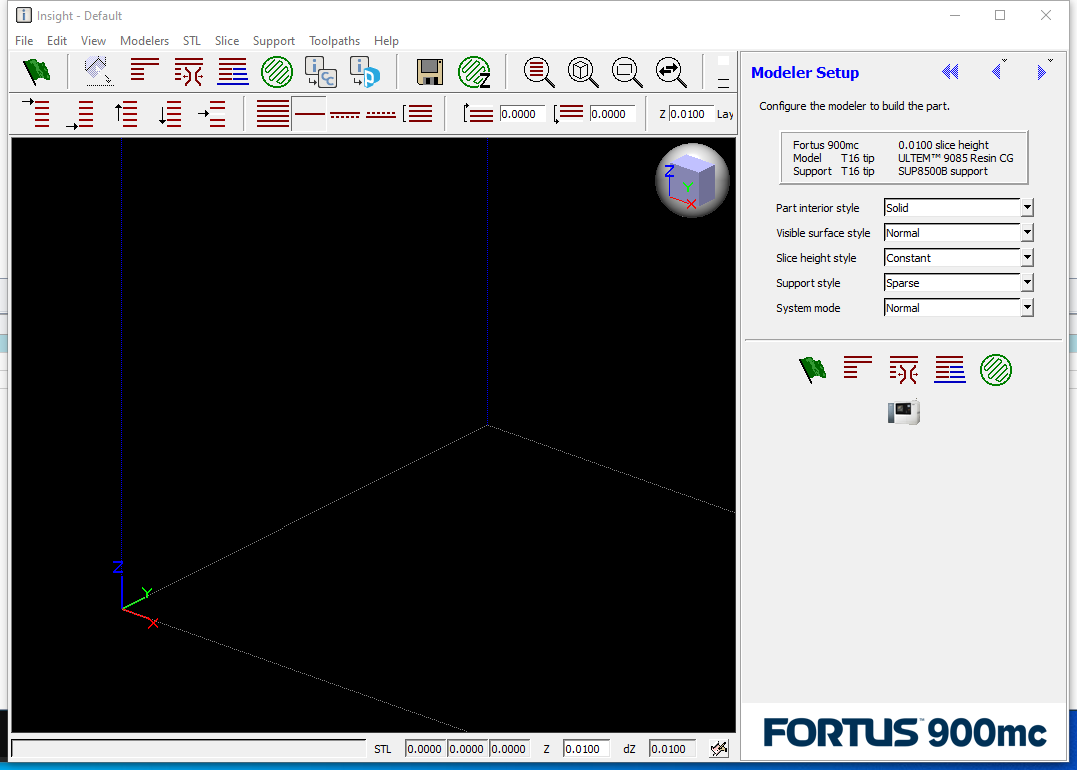 Insight - Default
File Edit View Modelers STL Slice Support Toolpaths Help
0.0000 0.0000 Z 0.0100 Lay
Z
Y
X
Z
Y
X
Modeler Setup
Configure the modeler to build the part.
Fortus 900mc 0.0100 slice height
Model T16 tip ULTEM™ 9085 Resin CG
Support T16 tip SUP8500B support
Part interior style Solid
Visible surface style Normal
Slice height style Constant
Support style Sparse
System mode Normal
FORTUS™ 900mc
STL 0.0000 0.0000 0.0000 Z 0.0100 dZ 0.0100